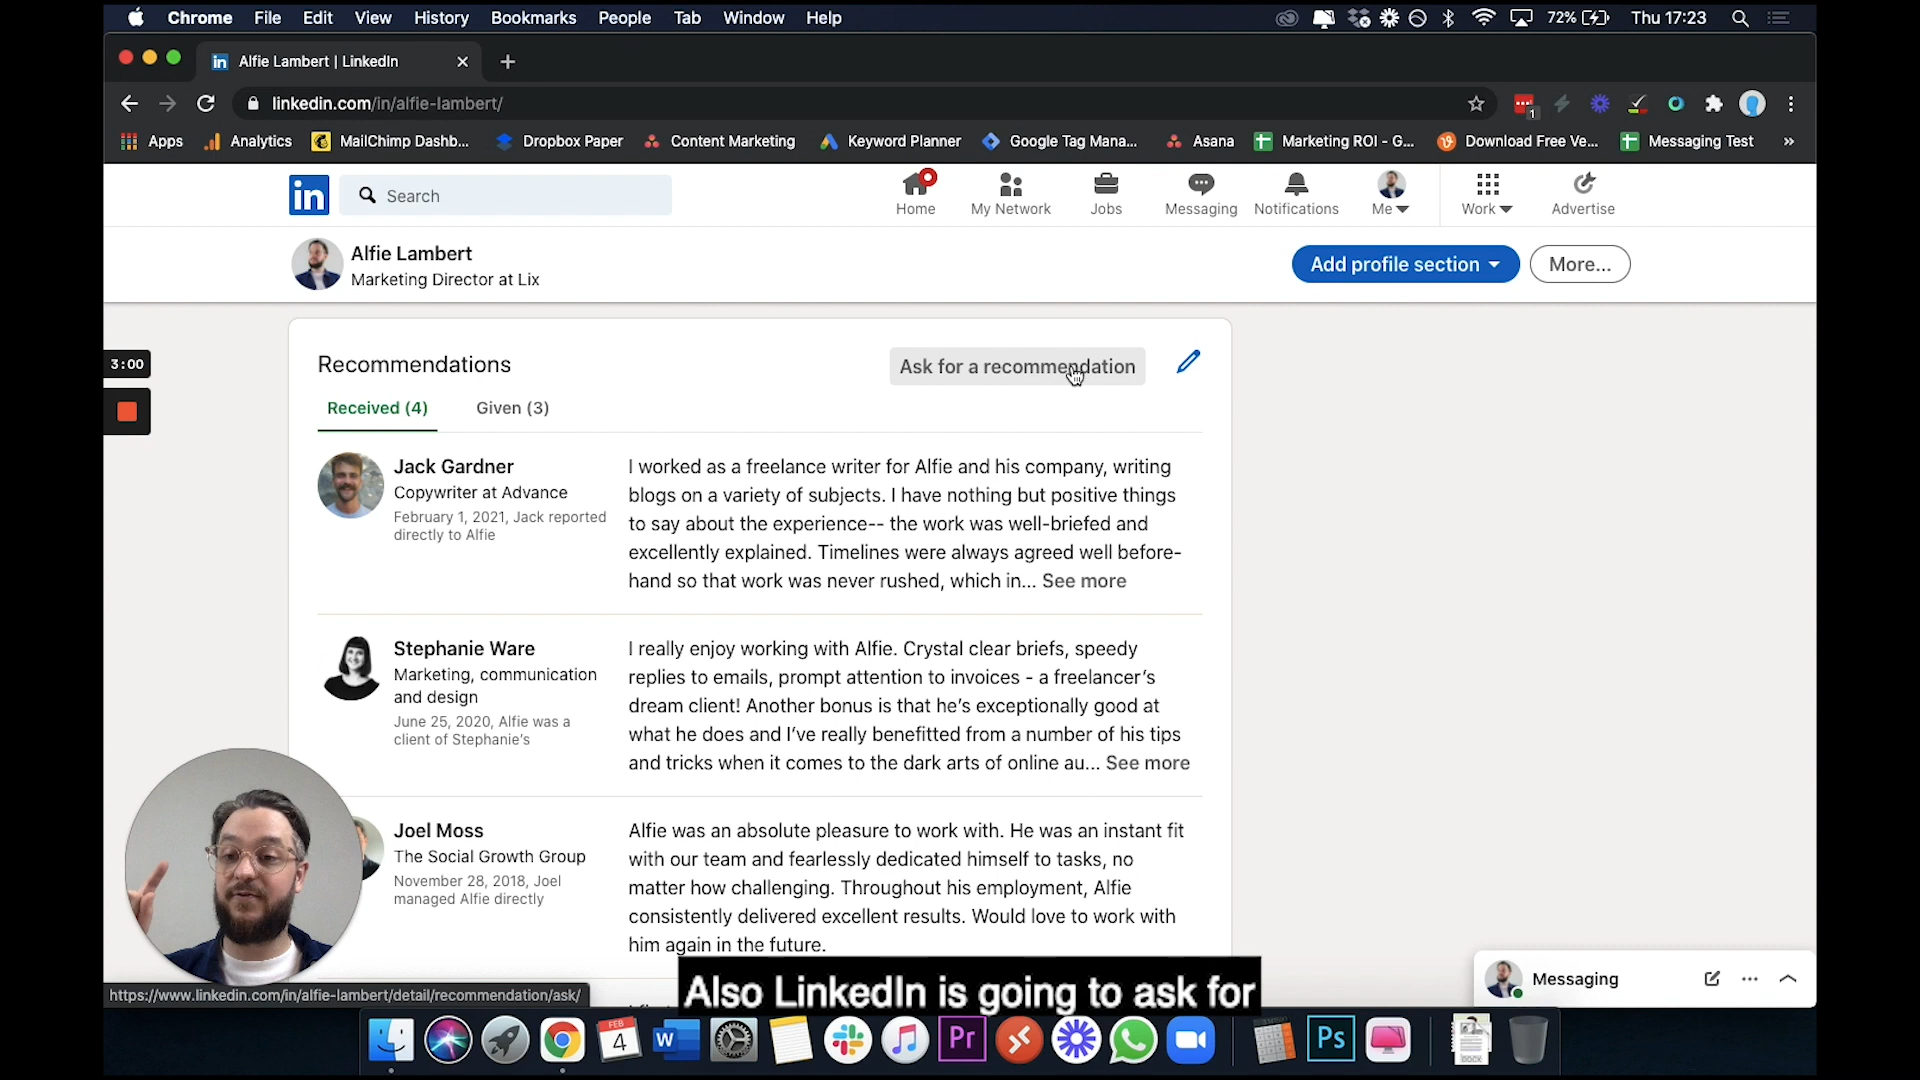 Chrome File Edit View History Bookmarks People Tab Window Help
72% Thu 17:23
in Alfie Lambert | LinkedIn
linkedin.com/in/alfie-lambert/
1
Apps Analytics MailChimp Dashb... Dropbox Paper Content Marketing Keyword Planner Google Tag Mana... Asana Marketing ROI - G... Download Free Ve... Messaging Test »
in Search
Home My Network Jobs Messaging Notifications Me Work Advertise
Alfie Lambert
Marketing Director at Lix
Add profile section More...
3:00
Recommendations
Ask for a recommendation
Received (4) Given (3)
Jack Gardner
Copywriter at Advance
February 1, 2021, Jack reported
directly to Alfie
I worked as a freelance writer for Alfie and his company, writing
blogs on a variety of subjects. I have nothing but positive things
to say about the experience-- the work was well-briefed and
excellently explained. Timelines were always agreed well before-
hand so that work was never rushed, which in... See more
Stephanie Ware
Marketing, communication
and design
June 25, 2020, Alfie was a
client of Stephanie's
I really enjoy working with Alfie. Crystal clear briefs, speedy
replies to emails, prompt attention to invoices - a freelancer's
dream client! Another bonus is that he's exceptionally good at
what he does and I've really benefitted from a number of his tips
and tricks when it comes to the dark arts of online au... See more
Joel Moss
The Social Growth Group
November 28, 2018, Joel
managed Alfie directly
Alfie was an absolute pleasure to work with. He was an instant fit
with our team and fearlessly dedicated himself to tasks, no
matter how challenging. Throughout his employment, Alfie
consistently delivered excellent results. Would love to work with
him again in the future.
Messaging
https://www.linkedin.com/in/alfie-lambert/detail/recommendation/ask/
Also LinkedIn is going to ask for
FEB
4
W
Pr
Ps
DOCX